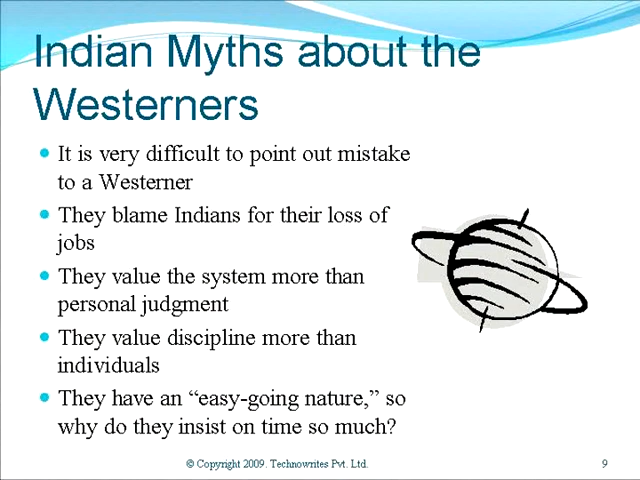 Indian Myths about the
Westerners
It is very difficult to point out mistake
to a Westerner
They blame Indians for their loss of
jobs
They value the system more than
personal judgment
They value discipline more than
individuals
They have an “easy-going nature,” so
why do they insist on time so much?
© Copyright 2009. Technowrites Pvt. Ltd.
9